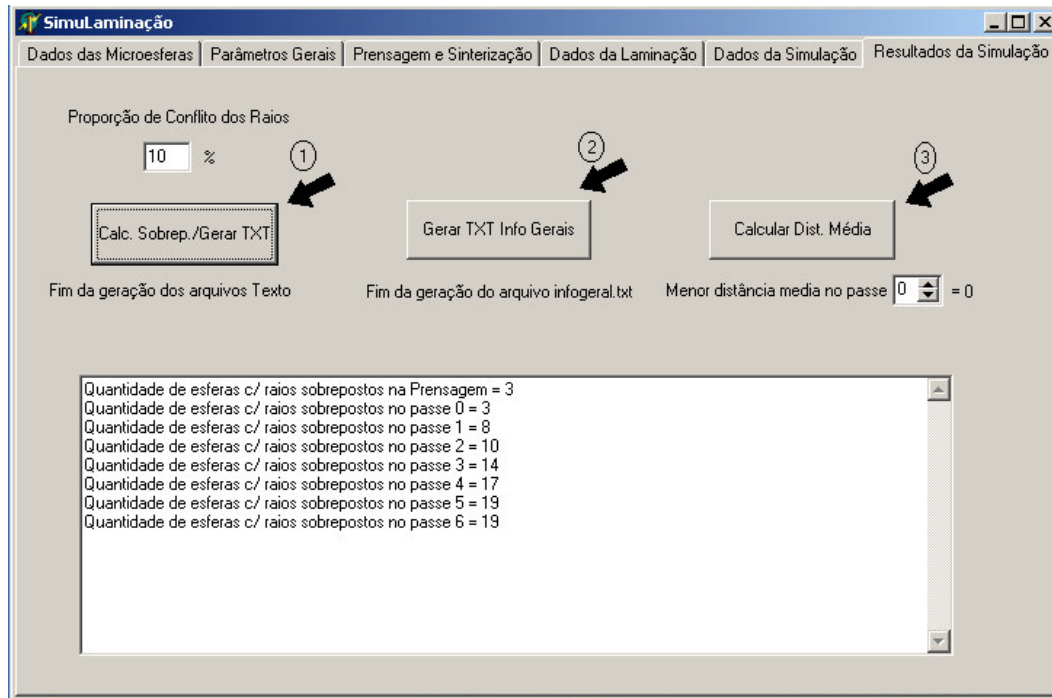 SimuLaminação
Dados das Microesferas Parâmetros Gerais Prensagem e Sinterização Dados da Laminação Dados da Simulação Resultados da Simulação
Proporção de Conflito dos Raios
10 %
1
2
3
Calc. Sobrep./Gerar TXT
Gerar TXT Info Gerais
Calcular Dist. Média
Fim da geração dos arquivos Texto
Fim da geração do arquivo infogeral.txt
Menor distância media no passe 0 = 0
Quantidade de esferas c/ raios sobrepostos na Prensagem = 3
Quantidade de esferas c/ raios sobrepostos no passe 0 = 3
Quantidade de esferas c/ raios sobrepostos no passe 1 = 8
Quantidade de esferas c/ raios sobrepostos no passe 2 = 10
Quantidade de esferas c/ raios sobrepostos no passe 3 = 14
Quantidade de esferas c/ raios sobrepostos no passe 4 = 17
Quantidade de esferas c/ raios sobrepostos no passe 5 = 19
Quantidade de esferas c/ raios sobrepostos no passe 6 = 19